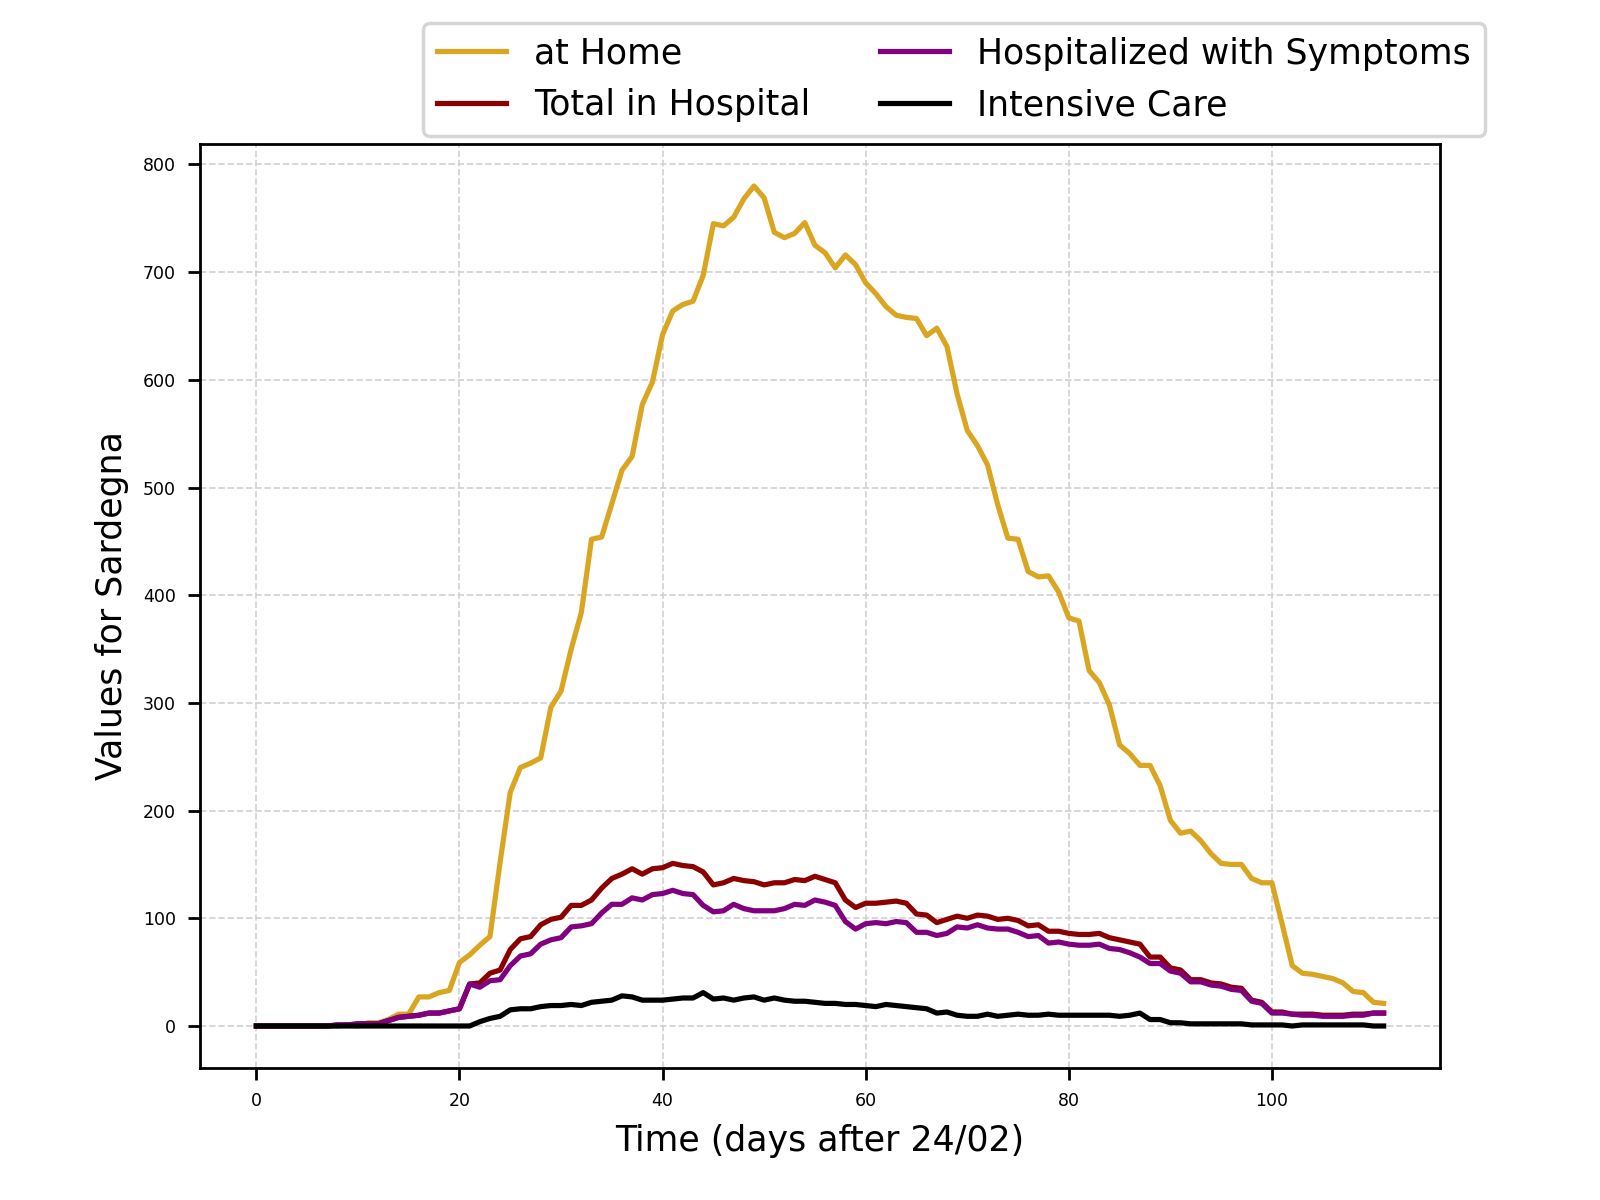 at Home
Total in Hospital
Hospitalized with Symptoms
Intensive Care
Values for Sardegna
800
700
600
500
400
300
200
100
0
0 20 40 60 80 100
Time (days after 24/02)